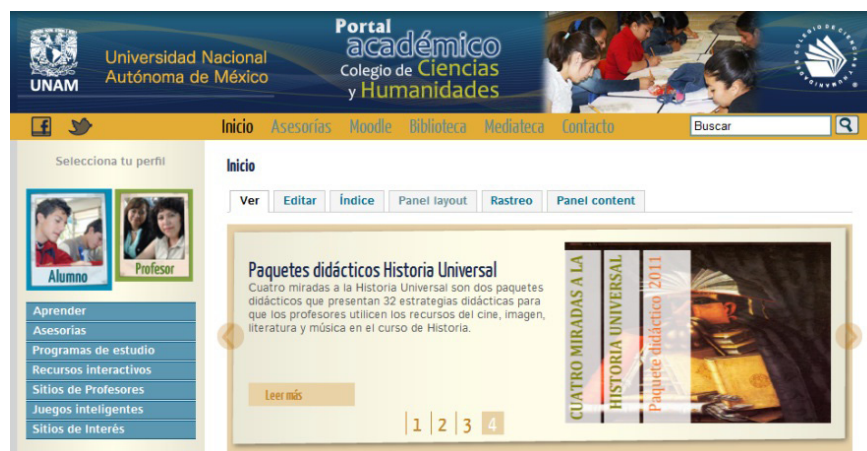 Universidad Nacional
Autónoma de México
UNAM
Portal
académico
Colegio de Ciencias
y Humanidades
COLEGIO DE CIENCIAS Y HUMANIDADES
Inicio Asesorías Moodle Biblioteca Mediateca Contacto
Buscar
Selecciona tu perfil
Alumno
Profesor
Aprender
Asesorias
Programas de estudio
Recursos interactivos
Sitios de Profesores
Juegos inteligentes
Sitios de Interés
Inicio
Ver Editar Índice Panel layout Rastreo Panel content
Paquetes didácticos Historia Universal
Cuatro miradas a la Historia Universal son dos paquetes
didácticos que presentan 32 estrategias didácticas para
que los profesores utilicen los recursos del cine, imagen,
literatura y música en el curso de Historia.
Leer más
1 2 3 4
CUATRO MIRADAS A LA
HISTORIA UNIVERSAL
Paquete didáctico 2011